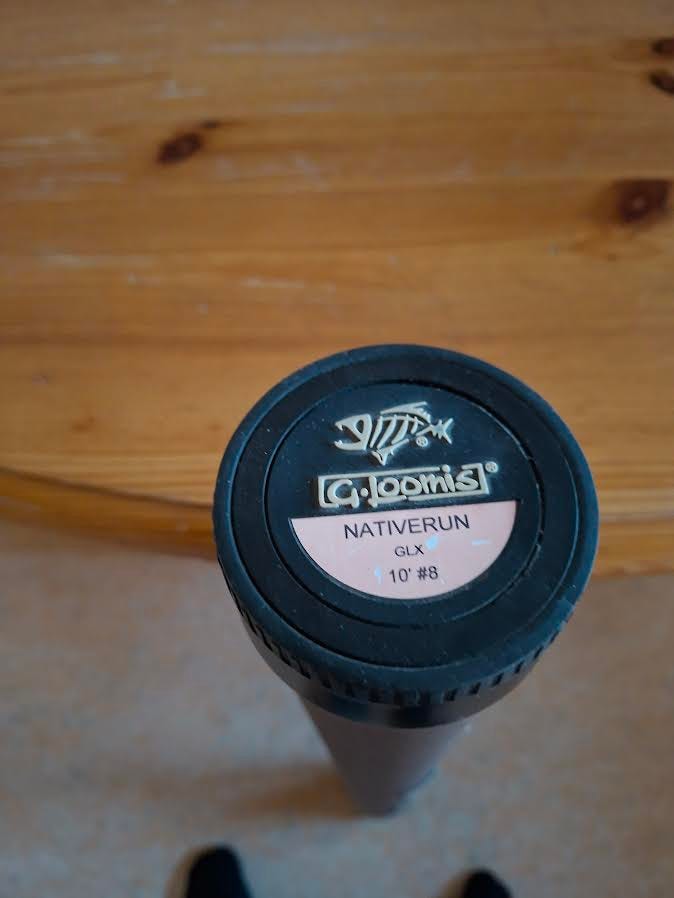 ®
G.Loomis®
NATIVERUN
GLX
10' #8